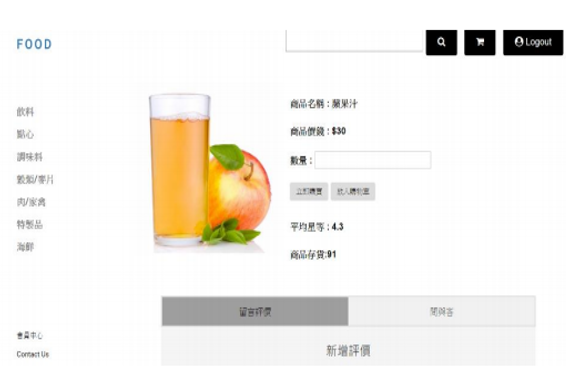 FOOD
Logout
飲料
點心
調味料
穀類/麥片
肉/家禽
特製品
海鮮
會員中心
Contact Us
商品名稱：蘋果汁
商品價錢：$30
數量：
立即購買 放入購物車
平均星等：4.3
商品存貨:91
留言評價 問與答
新增評價